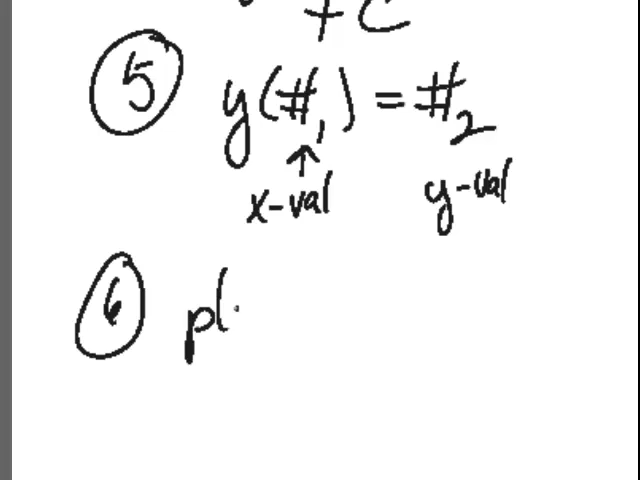 + C
5 y(#₁) = #₂
x-val y-val
6 pl